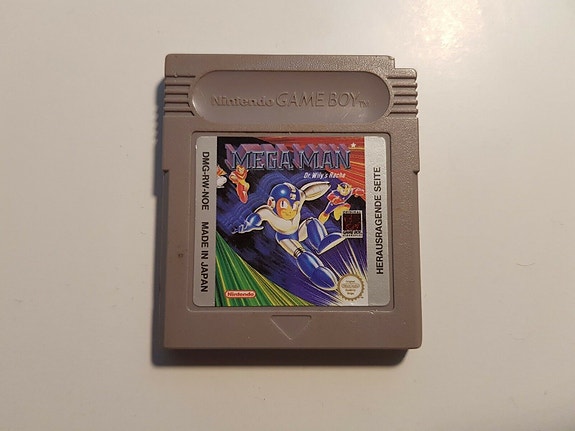 Nintendo GAME BOY TM
MEGA MAN
Dr. Wily's Rache
DMG-RW-NOE MADE IN JAPAN
HERAUSRAGENDE SEITE
Nintendo